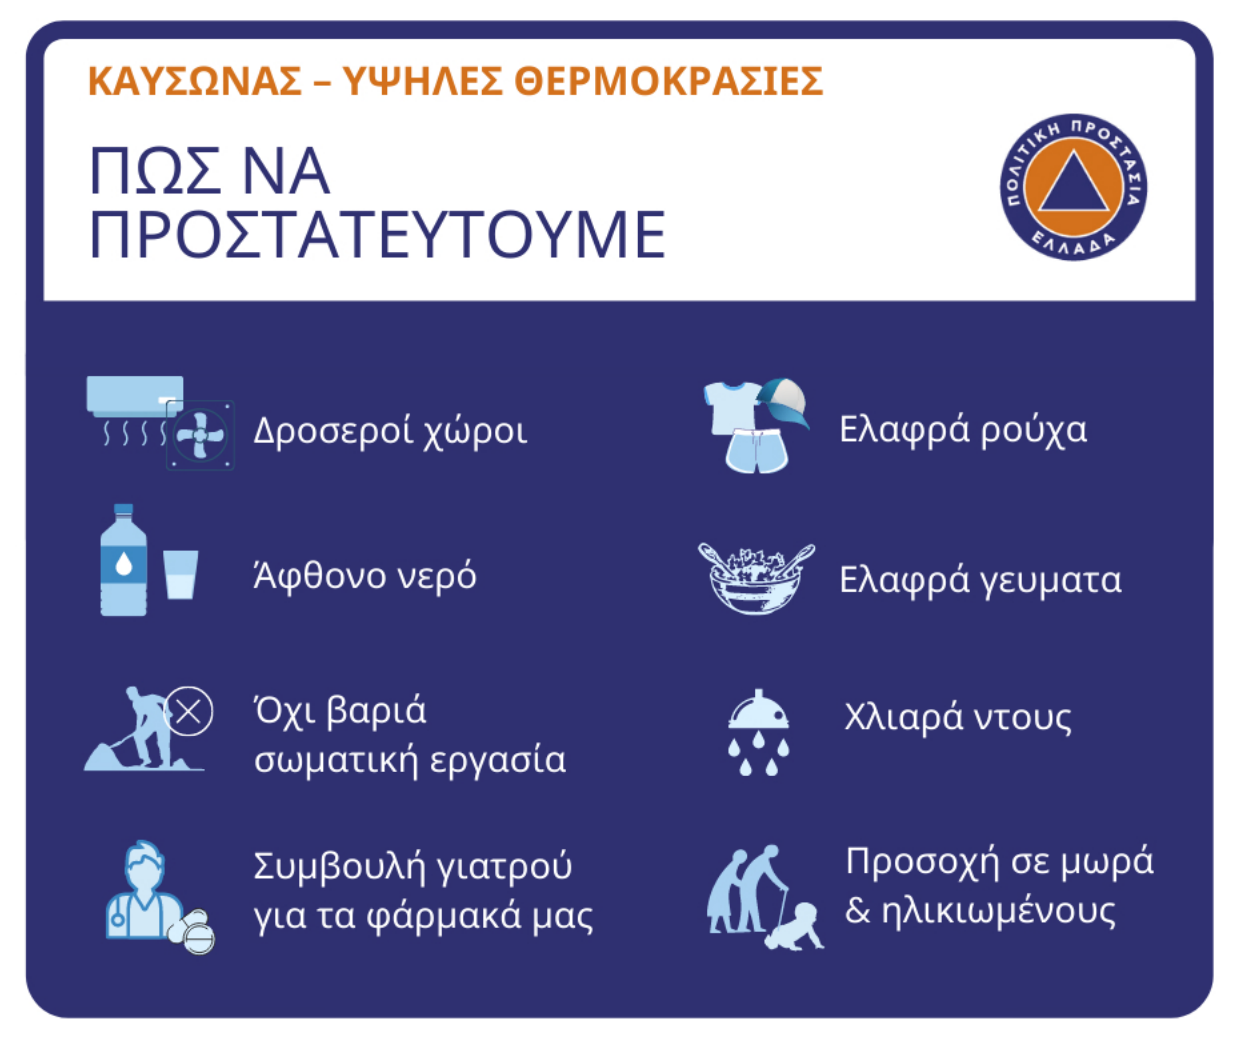 ΚΑΥΣΩΝΑΣ – ΥΨΗΛΕΣ ΘΕΡΜΟΚΡΑΣΙΕΣ
ΠΩΣ ΝΑ
ΠΡΟΣΤΑΤΕΥΤΟΥΜΕ
ΠΟΛΙΤΙΚΗ ΠΡΟΣΤΑΣΙΑ
ΕΛΛΑΔΑ
Δροσεροί χώροι
Ελαφρά ρούχα
Άφθονο νερό
Ελαφρά γευματα
Όχι βαριά
σωματική εργασία
Χλιαρά ντους
Συμβουλή γιατρού
για τα φάρμακά μας
Προσοχή σε μωρά
& ηλικιωμένους